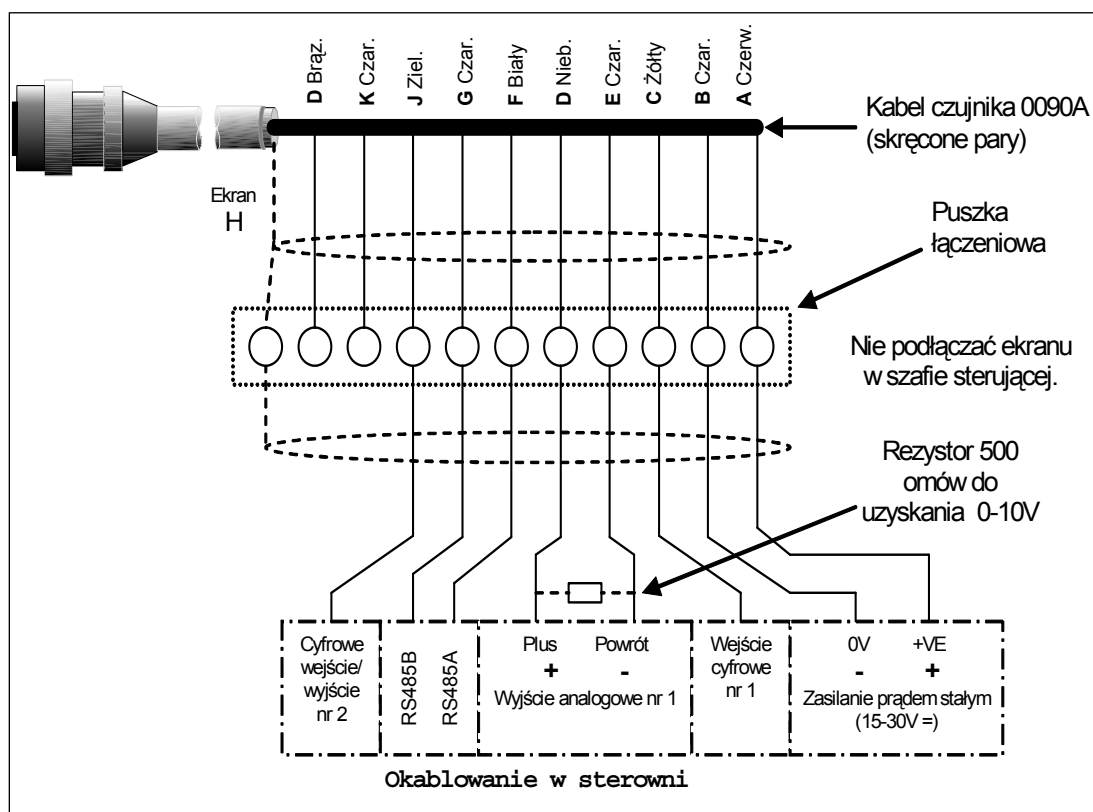 D Brąz.
K Czar.
J Ziel.
G Czar.
F Biały
D Nieb.
E Czar.
C Żółty
B Czar.
A Czerw.
Kabel czujnika 0090A
(skręcone pary)
Ekran
H
Puszka
łączeniowa
Nie podłączać ekranu
w szafie sterującej.
Rezystor 500
omów do
uzyskania 0-10V
Cyfrowe
wejście/
wyjście
nr 2
RS485B
RS485A
Plus Powrót
+ -
Wyjście analogowe nr 1
Wejście
cyfrowe
nr 1
0V +VE
- +
Zasilanie prądem stałym
(15-30V =)
Okablowanie w sterowni